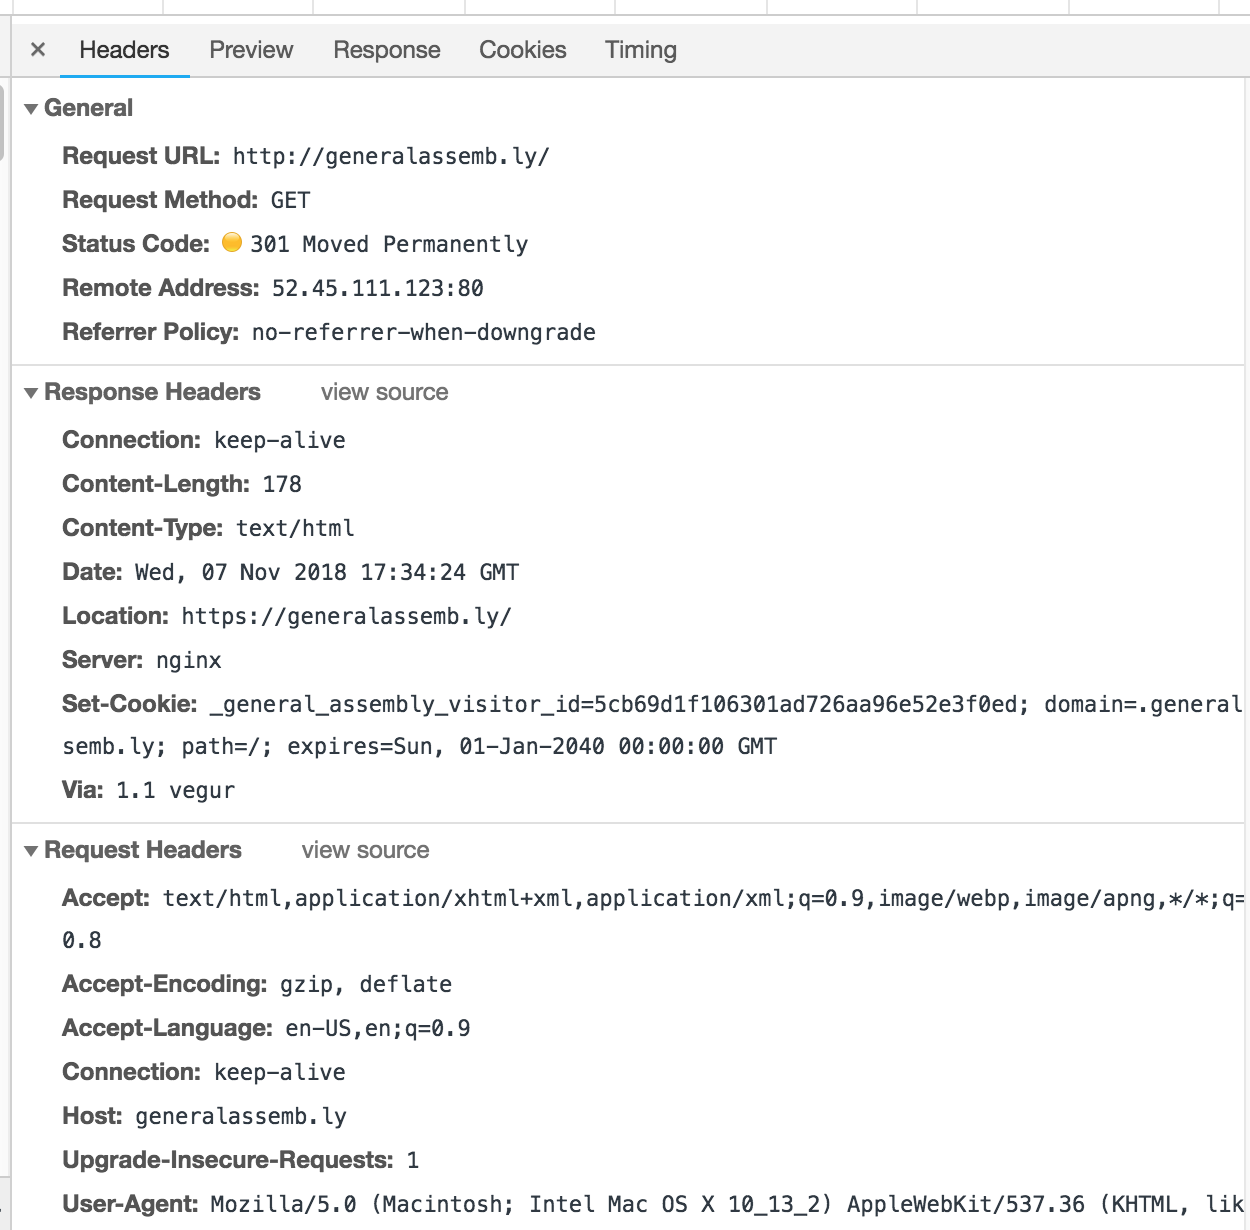 × Headers Preview Response Cookies Timing
▼ General
Request URL: http://generalassemb.ly/
Request Method: GET
Status Code: 301 Moved Permanently
Remote Address: 52.45.111.123:80
Referrer Policy: no-referrer-when-downgrade
▼ Response Headers view source
Connection: keep-alive
Content-Length: 178
Content-Type: text/html
Date: Wed, 07 Nov 2018 17:34:24 GMT
Location: https://generalassemb.ly/
Server: nginx
Set-Cookie: _general_assembly_visitor_id=5cb69d1f106301ad726aa96e52e3f0ed; domain=.general
semb.ly; path=/; expires=Sun, 01-Jan-2040 00:00:00 GMT
Via: 1.1 vegur
▼ Request Headers view source
Accept: text/html,application/xhtml+xml,application/xml;q=0.9,image/webp,image/apng,*/*;q=
0.8
Accept-Encoding: gzip, deflate
Accept-Language: en-US,en;q=0.9
Connection: keep-alive
Host: generalassemb.ly
Upgrade-Insecure-Requests: 1
User-Agent: Mozilla/5.0 (Macintosh; Intel Mac OS X 10_13_2) AppleWebKit/537.36 (KHTML, lik